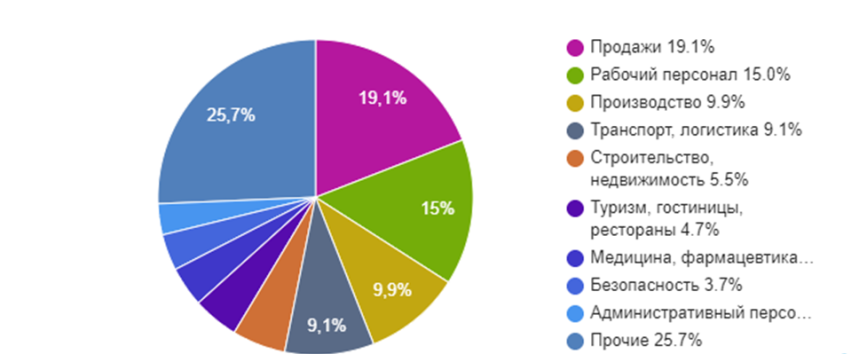 19,1%
15%
9,9%
9,1%
25,7%
Продажи 19.1%
Рабочий персонал 15.0%
Производство 9.9%
Транспорт, логистика 9.1%
Строительство,
недвижимость 5.5%
Туризм, гостиницы,
рестораны 4.7%
Медицина, фармацевтика...
Безопасность 3.7%
Административный персо...
Прочие 25.7%